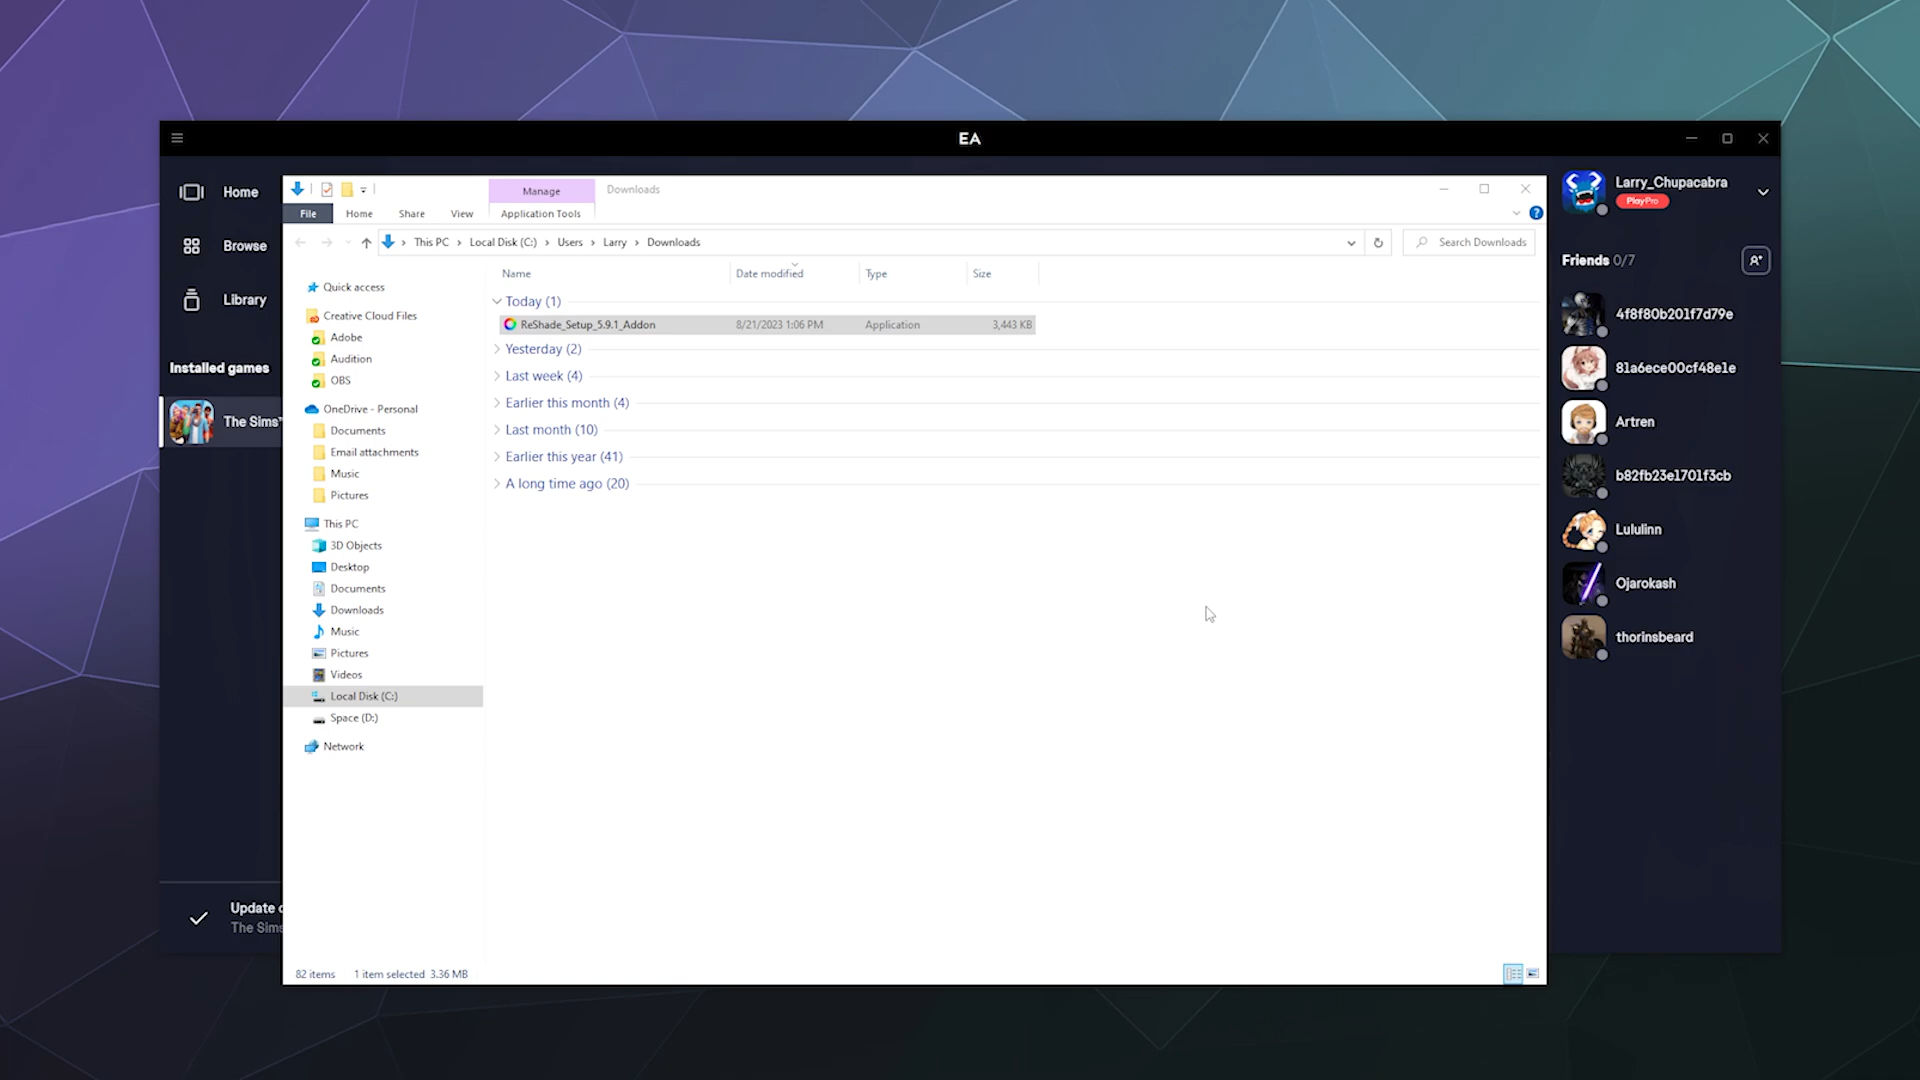 EA
Home
Browse
Library
Installed games
The Sims
Update
The Sims
Manage
Downloads
File
Home
Share
View
Application Tools
This PC
Local Disk (C:)
Users
Larry
Downloads
Search Downloads
Quick access
Creative Cloud Files
Adobe
Audition
OBS
OneDrive - Personal
Documents
Email attachments
Music
Pictures
This PC
3D Objects
Desktop
Documents
Downloads
Music
Pictures
Videos
Local Disk (C:)
Space (D:)
Network
Name Date modified Type Size
Today (1)
ReShade_Setup_5.9.1_Addon 8/21/2023 1:06 PM Application 3,443 KB
Yesterday (2)
Last week (4)
Earlier this month (4)
Last month (10)
Earlier this year (41)
A long time ago (20)
82 items 1 item selected 3.36 MB
Larry_Chupacabra
PlayPro
Friends 0/7
4f8f80b201f7d79e
81a6ece00cf48e1e
Artren
b82fb23e1701f3cb
Lululinn
Ojarokash
thorinsbeard